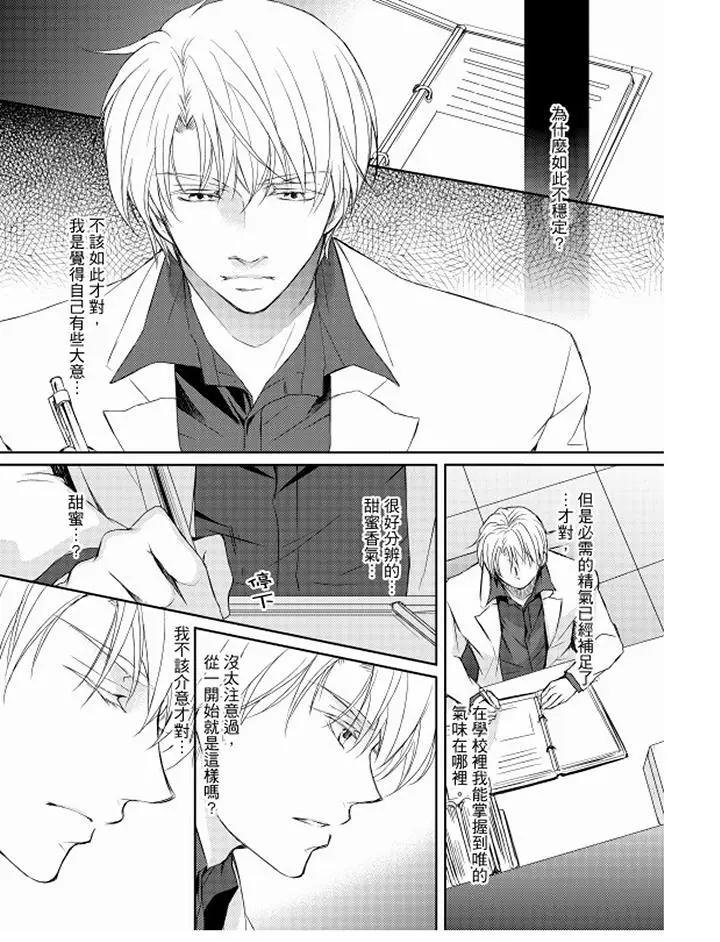 為什麼如此不穩定？
不該如此才對，
我是覺得自己有些大意…
但是必需的精氣已經補足了
…才對，
在學校裡我能掌握到唯的
氣味在哪裡。
很好分辨的…
甜蜜香氣…
停下
甜蜜…？
沒太注意過，
從一開始就是這樣嗎？
我不該介意才對…